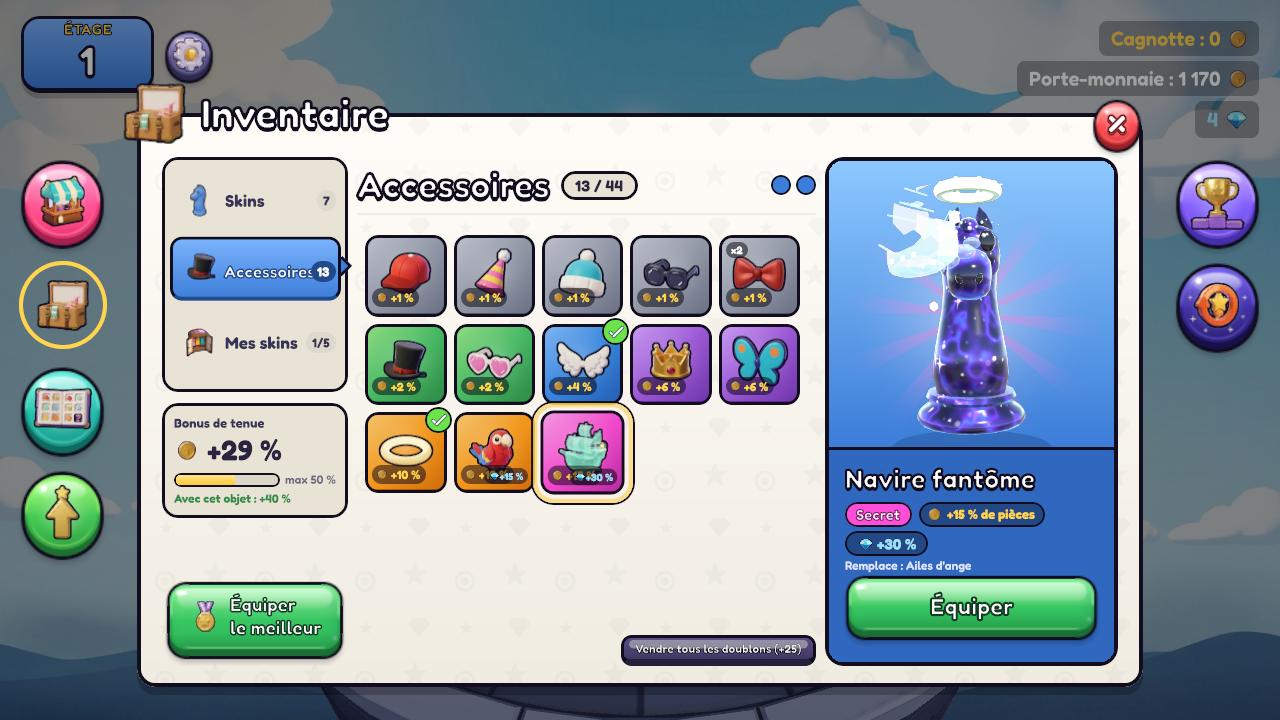 ÉTAGE
1
Cagnotte : 0
Porte-monnaie : 1 170
4
Inventaire
Skins 7
Accessoires 13
Mes skins 1/5
Bonus de tenue
+29 %
max 50 %
Avec cet objet : +40 %
Équiper
le meilleur
Accessoires 13 / 44
+1 %
+1 %
+1 %
+1 %
x2
+1 %
+2 %
+2 %
+4 %
+6 %
+6 %
+10 %
+15 %
+30 %
Vendre tous les doublons (+25)
Navire fantôme
Secret +15 % de pièces
+30 %
Remplace : Ailes d'ange
Équiper